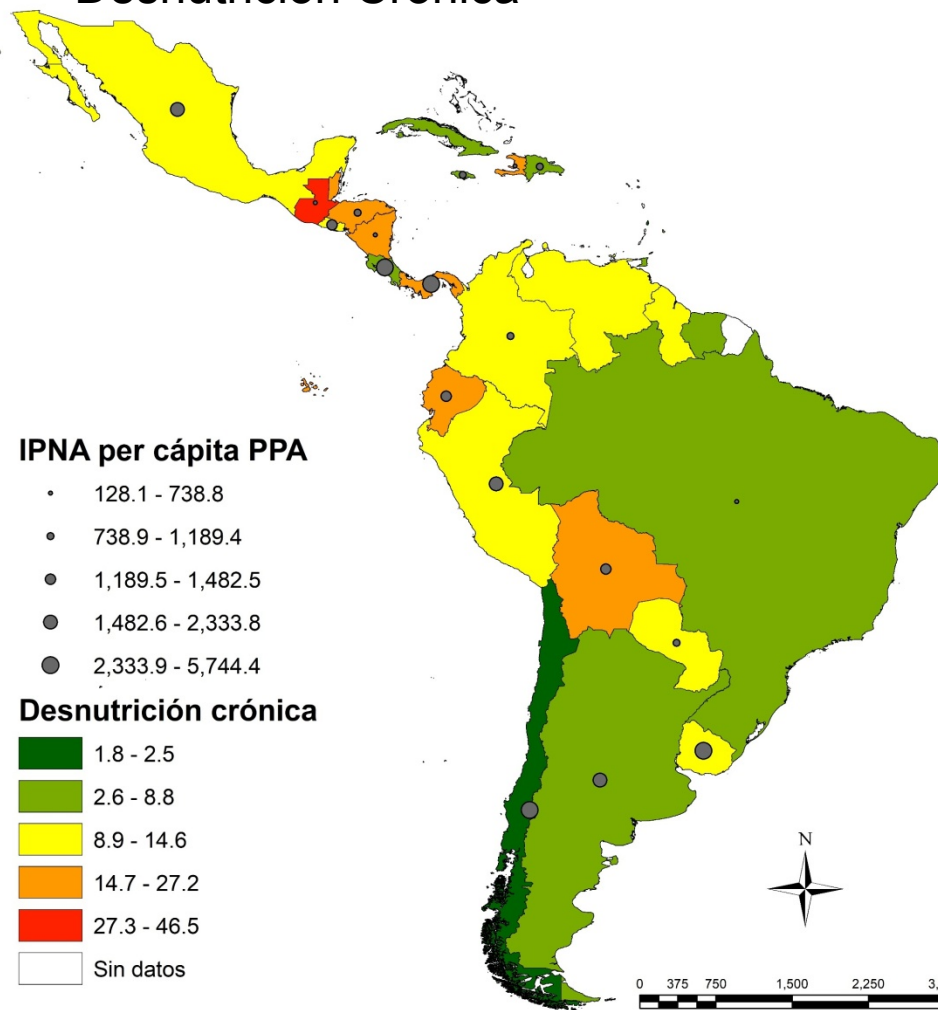 Desnutrición Crónica
IPNA per cápita PPA
128.1 - 738.8
738.9 - 1,189.4
1,189.5 - 1,482.5
1,482.6 - 2,333.8
2,333.9 - 5,744.4
Desnutrición crónica
1.8 - 2.5
2.6 - 8.8
8.9 - 14.6
14.7 - 27.2
27.3 - 46.5
Sin datos
N
0 375 750 1,500 2,250